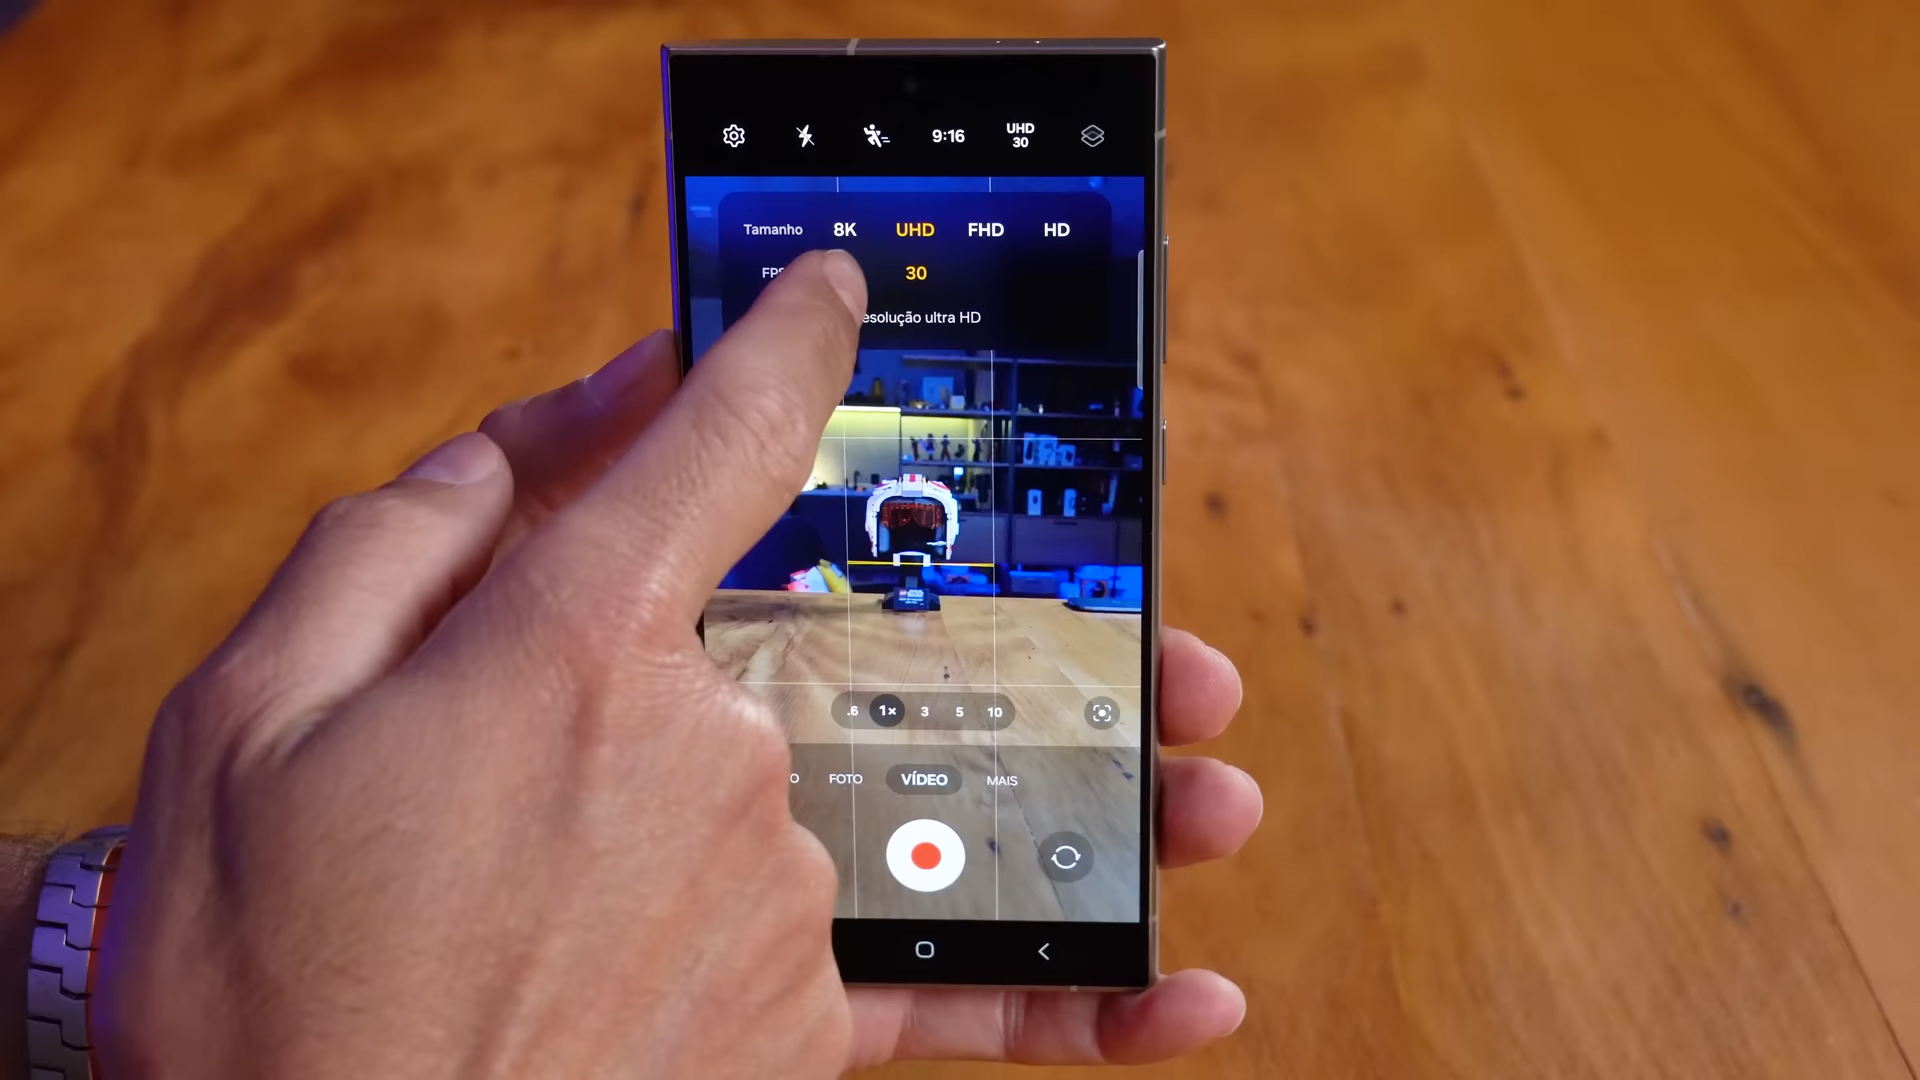 9:16
UHD
30
Tamanho 8K UHD FHD HD
FPS 30
esolução ultra HD
.6 1× 3 5 10
O FOTO VÍDEO MAIS